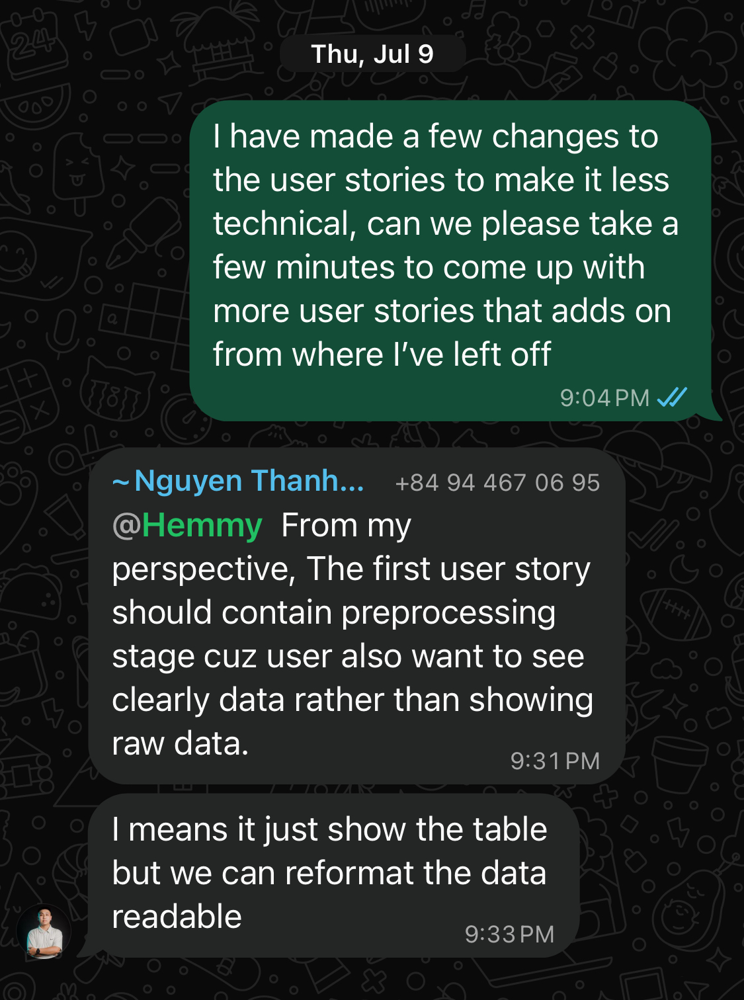 Thu, Jul 9
I have made a few changes to
the user stories to make it less
technical, can we please take a
few minutes to come up with
more user stories that adds on
from where I’ve left off
9:04 PM
~Nguyen Thanh... +84 94 467 06 95
@Hemmy From my
perspective, The first user story
should contain preprocessing
stage cuz user also want to see
clearly data rather than showing
raw data.
9:31 PM
I means it just show the table
but we can reformat the data
readable
9:33 PM